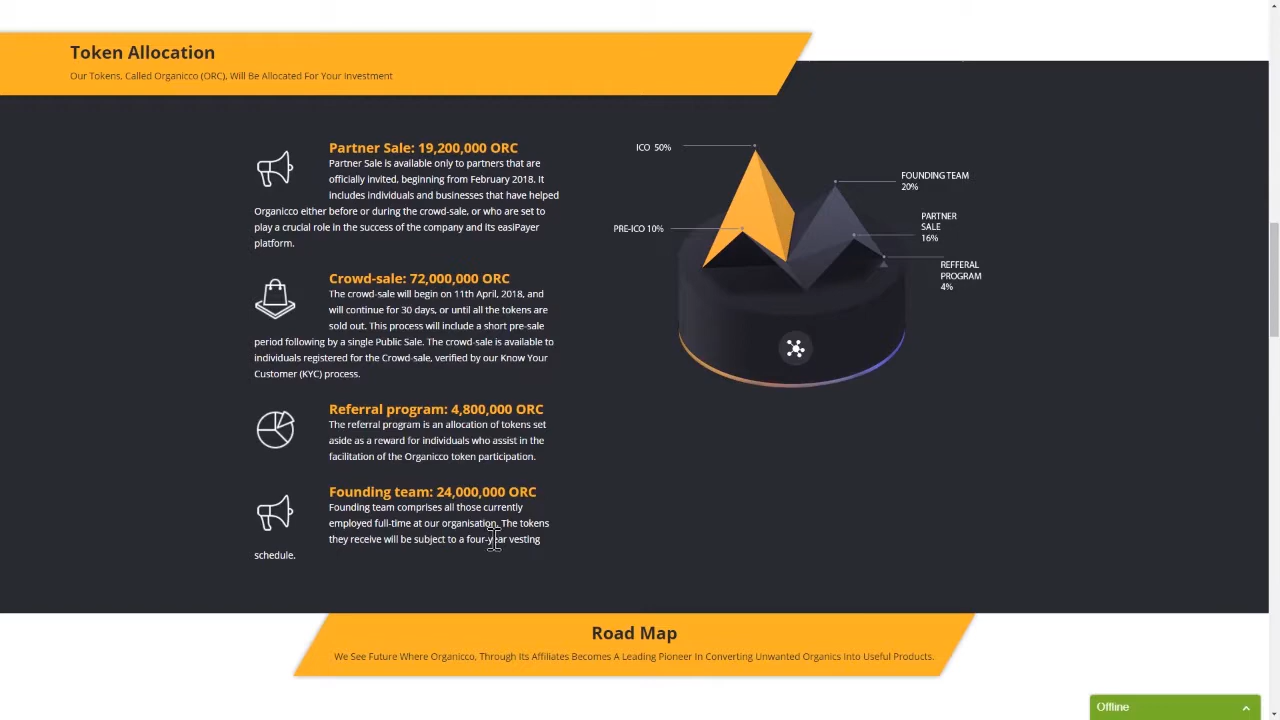 Token Allocation
Our Tokens, Called Organicco (ORC), Will Be Allocated For Your Investment
Partner Sale: 19,200,000 ORC
Partner Sale is available only to partners that are
officially invited, beginning from February 2018. It
includes individuals and businesses that have helped
Organicco either before or during the crowd-sale, or who are set to
play a crucial role in the success of the company and its easiPayer
platform.
Crowd-sale: 72,000,000 ORC
The crowd-sale will begin on 11th April, 2018, and
will continue for 30 days, or until all the tokens are
sold out. This process will include a short pre-sale
period following by a single Public Sale. The crowd-sale is available to
individuals registered for the Crowd-sale, verified by our Know Your
Customer (KYC) process.
Referral program: 4,800,000 ORC
The referral program is an allocation of tokens set
aside as a reward for individuals who assist in the
facilitation of the Organicco token participation.
Founding team: 24,000,000 ORC
Founding team comprises all those currently
employed full-time at our organisation. The tokens
they receive will be subject to a four-year vesting
schedule.
ICO 50%
PRE-ICO 10%
FOUNDING TEAM
20%
PARTNER
SALE
16%
REFFERAL
PROGRAM
4%
Road Map
We See Future Where Organicco, Through Its Affiliates Becomes A Leading Pioneer In Converting Unwanted Organics Into Useful Products.
Offline